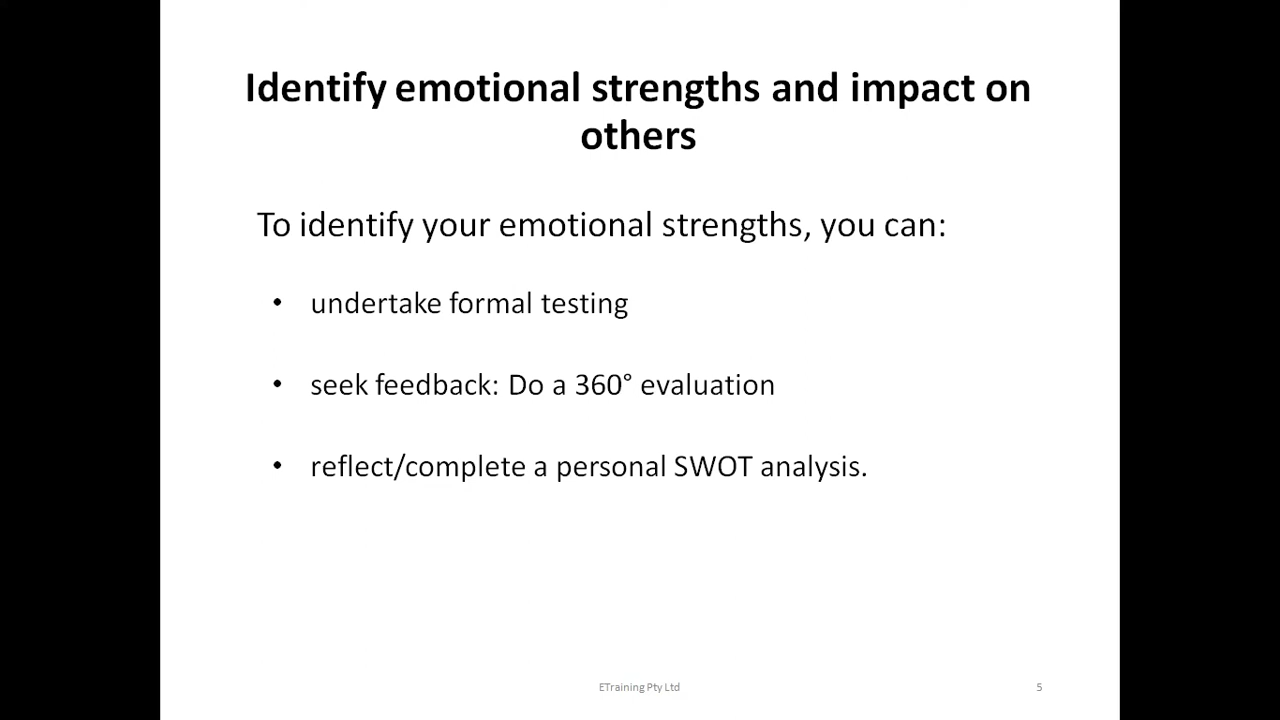 Identify emotional strengths and impact on
others
To identify your emotional strengths, you can:
• undertake formal testing
• seek feedback: Do a 360° evaluation
• reflect/complete a personal SWOT analysis.
ETraining Pty Ltd
5